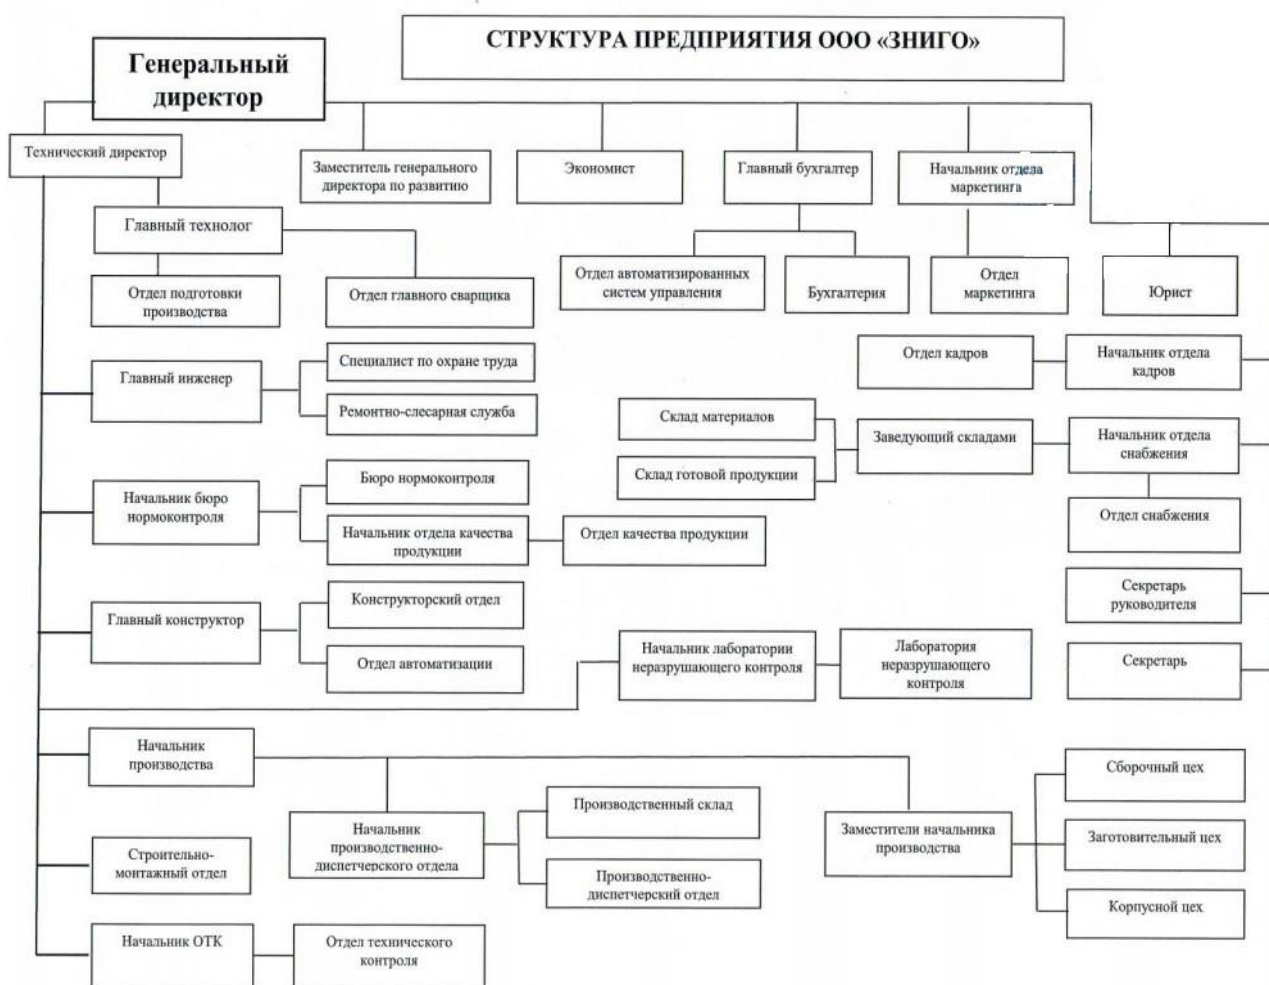 СТРУКТУРА ПРЕДПРИЯТИЯ ООО «ЗНИГО»
Генеральный
директор
Технический директор
Заместитель генерального
директора по развитию
Экономист
Главный бухгалтер
Начальник отдела
маркетинга
Главный технолог
Отдел подготовки
производства
Отдел главного сварщика
Отдел автоматизированных
систем управления
Бухгалтерия
Отдел
маркетинга
Юрист
Главный инженер
Специалист по охране труда
Ремонтно-слесарная служба
Отдел кадров
Начальник отдела
кадров
Склад материалов
Склад готовой продукции
Заведующий складами
Начальник отдела
снабжения
Отдел снабжения
Начальник бюро
нормоконтроля
Бюро нормоконтроля
Начальник отдела качества
продукции
Отдел качества продукции
Секретарь
руководителя
Секретарь
Главный конструктор
Конструкторский отдел
Отдел автоматизации
Начальник лаборатории
неразрушающего контроля
Лаборатория
неразрушающего
контроля
Начальник
производства
Начальник
производственно-
диспетчерского отдела
Производственный склад
Производственно-
диспетчерский отдел
Заместители начальника
производства
Сборочный цех
Заготовительный цех
Корпусной цех
Строительно-
монтажный отдел
Начальник ОТК
Отдел технического
контроля